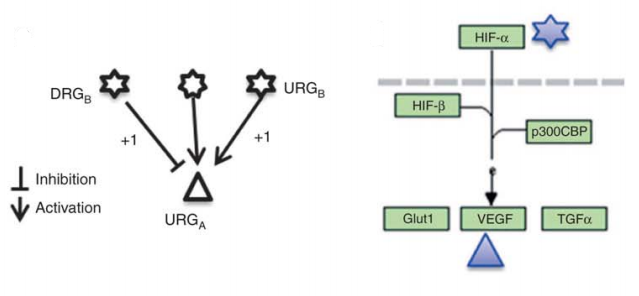 DRG_B
URG_B
+1
+1
URG_A
Inhibition
Activation
HIF-α
HIF-β
p300CBP
e
Glut1
VEGF
TGFα